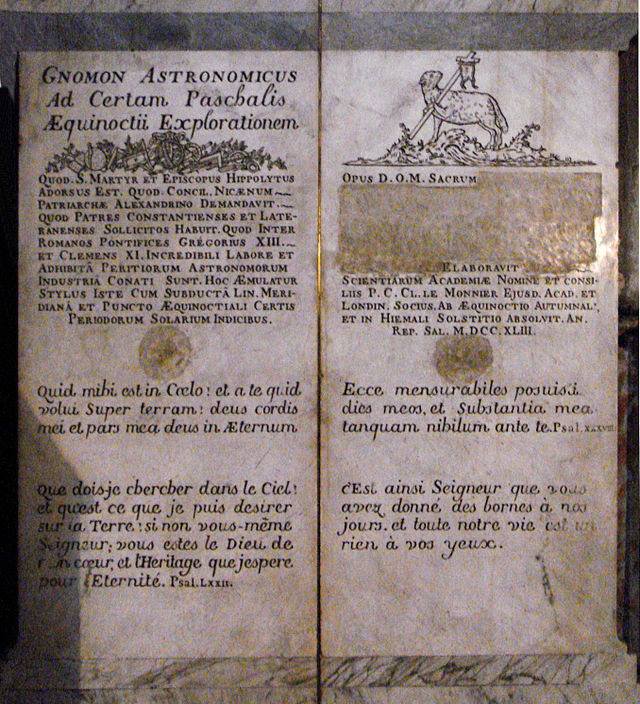 GNOMON ASTRONOMICUS
Ad Certam Paschalis
Æquinoctii Explorationem
QUOD S. MARTYR ET EPISCOPUS HIPPOLYTUS
ADORSUS EST. QUOD CONCIL. NICÆNUM
PATRIARCHÆ ALEXANDRINO DEMANDAVIT.
QUOD PATRES CONSTANTIENSES ET LATE-
RANENSES SOLLICITOS HABUIT. QUOD INTER
ROMANOS PONTIFICES GREGORIUS XIII.
ET CLEMENS XI. INCREDIBILI LABORE ET
ADHIBITÂ PERITIORUM ASTRONOMORUM
INDUSTRIA CONATI SUNT. HOC ÆMULATUR
STYLUS ISTE CUM SUBDUCTÂ LIN. MERI-
DIANÂ ET PUNCTO ÆQUINOCTIALI CERTIS
PERIODORUM SOLARIUM INDICIBUS.
Quid mihi est in Cœlo? et a te quid
volui Super terram? deus cordis
mei et pars mea deus in Æternum
Que dois-je chercher dans le Ciel?
et qu'est ce que je puis desirer
sur la Terre? si non vous-même
Seigneur; vous estes le Dieu de
cœur, et l'Heritage que j'espere
pour l'Eternité. Psal. LXXII.
OPUS D.O.M. SACRUM
ELABORAVIT
SCIENTIARUM ACADEMIÆ NOMINE ET CONSI-
LIIS P. C. CL. LE MONNIER EJUSD. ACAD. ET
LONDIN. SOCIUS. AB ÆQUINOCTIO AUTUMNAL.
ET IN HIEMALI SOLSTITIO ABSOLVIT. AN.
REP. SAL. M.DCC.XLIII.
Ecce mensurabiles posuisti
dies meos, et Substantia mea
tanquam nihilum ante te. Psal. XXXVIII
c'Est ainsi Seigneur que vous
avez donné des bornes à nos
jours, et toute notre vie est un
rien à vos yeux.